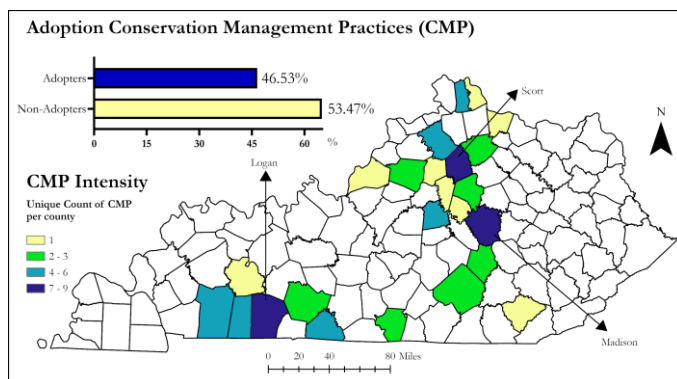 Adoption Conservation Management Practices (CMP)
Adopters
46.53%
Non-Adopters
53.47%
0 15 30 45 60 %
Scott
N
Logan
CMP Intensity
Unique Count of CMP
per county
1
2 - 3
4 - 6
7 - 9
Madison
0 20 40 80 Miles